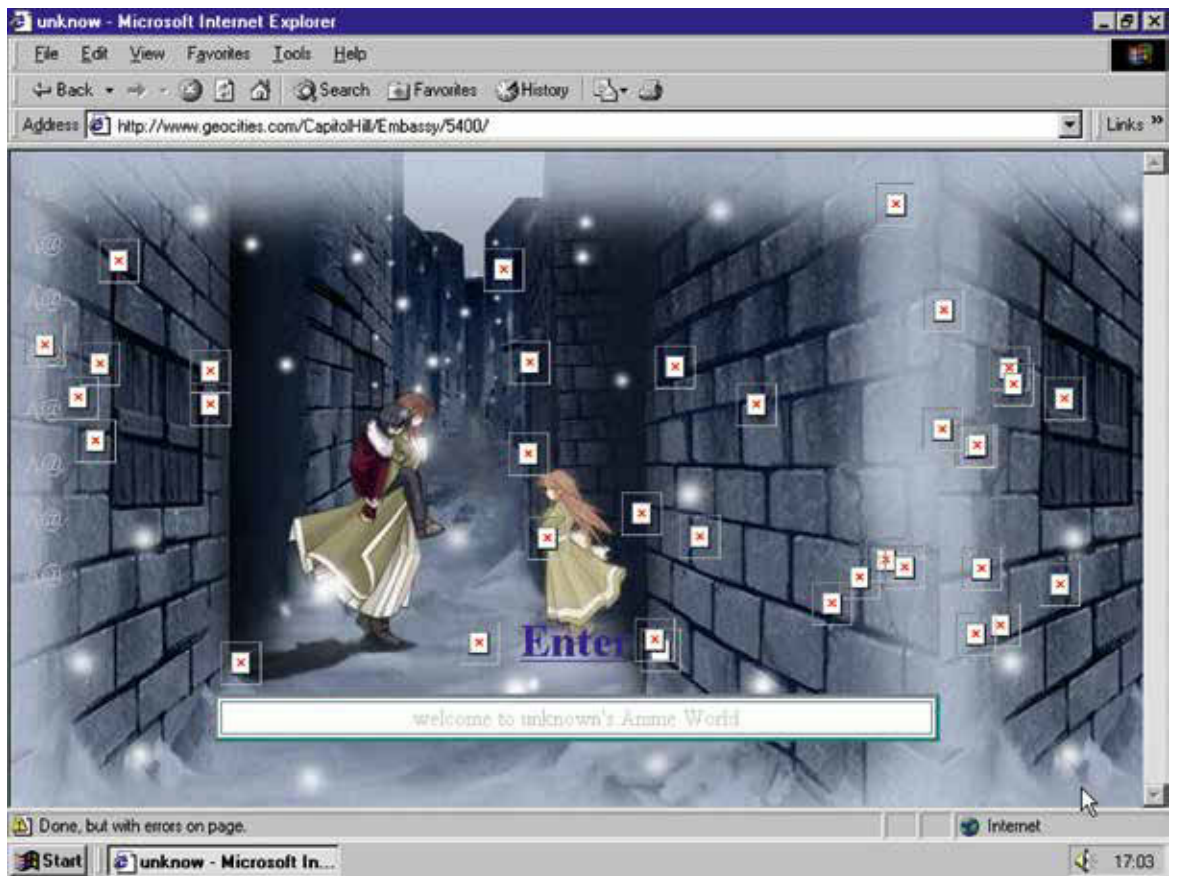 unknow - Microsoft Internet Explorer
File Edit View Favorites Tools Help
Back Search Favorites History
Address http://www.geocities.com/CapitolHill/Embassy/5400/ Links »
A@
A@
A@
A@
A@
A@
A@
Enter
welcome to unknown's Anime World
Done, but with errors on page. Internet
Start unknow - Microsoft In... 17:03